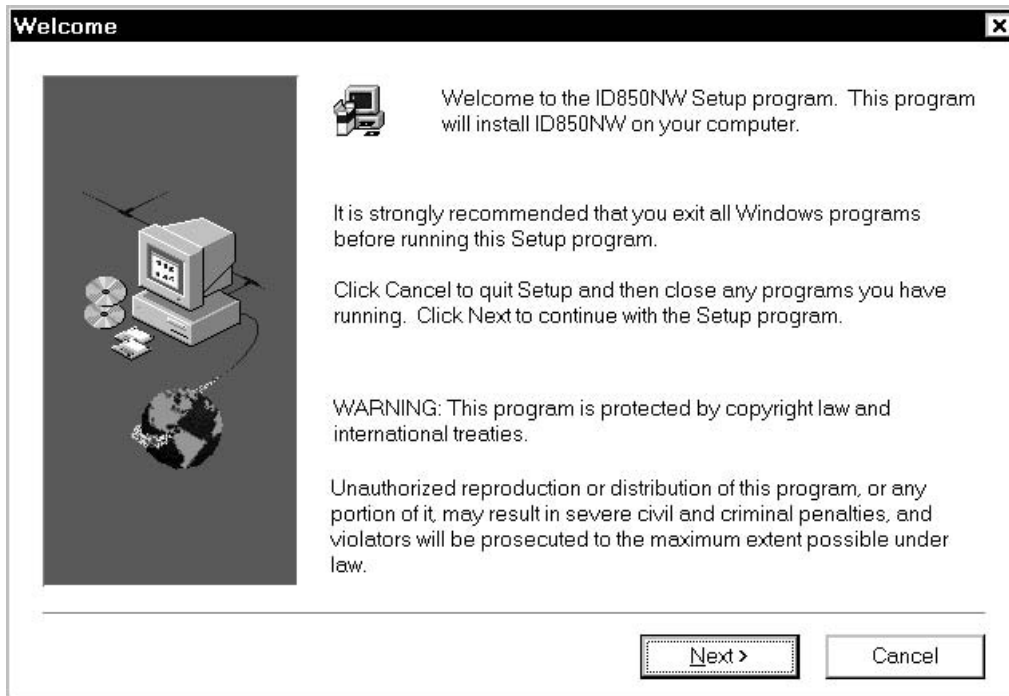 Welcome
Welcome to the ID850NW Setup program. This program
will install ID850NW on your computer.
It is strongly recommended that you exit all Windows programs
before running this Setup program.
Click Cancel to quit Setup and then close any programs you have
running. Click Next to continue with the Setup program.
WARNING: This program is protected by copyright law and
international treaties.
Unauthorized reproduction or distribution of this program, or any
portion of it, may result in severe civil and criminal penalties, and
violators will be prosecuted to the maximum extent possible under
law.
Next >
Cancel